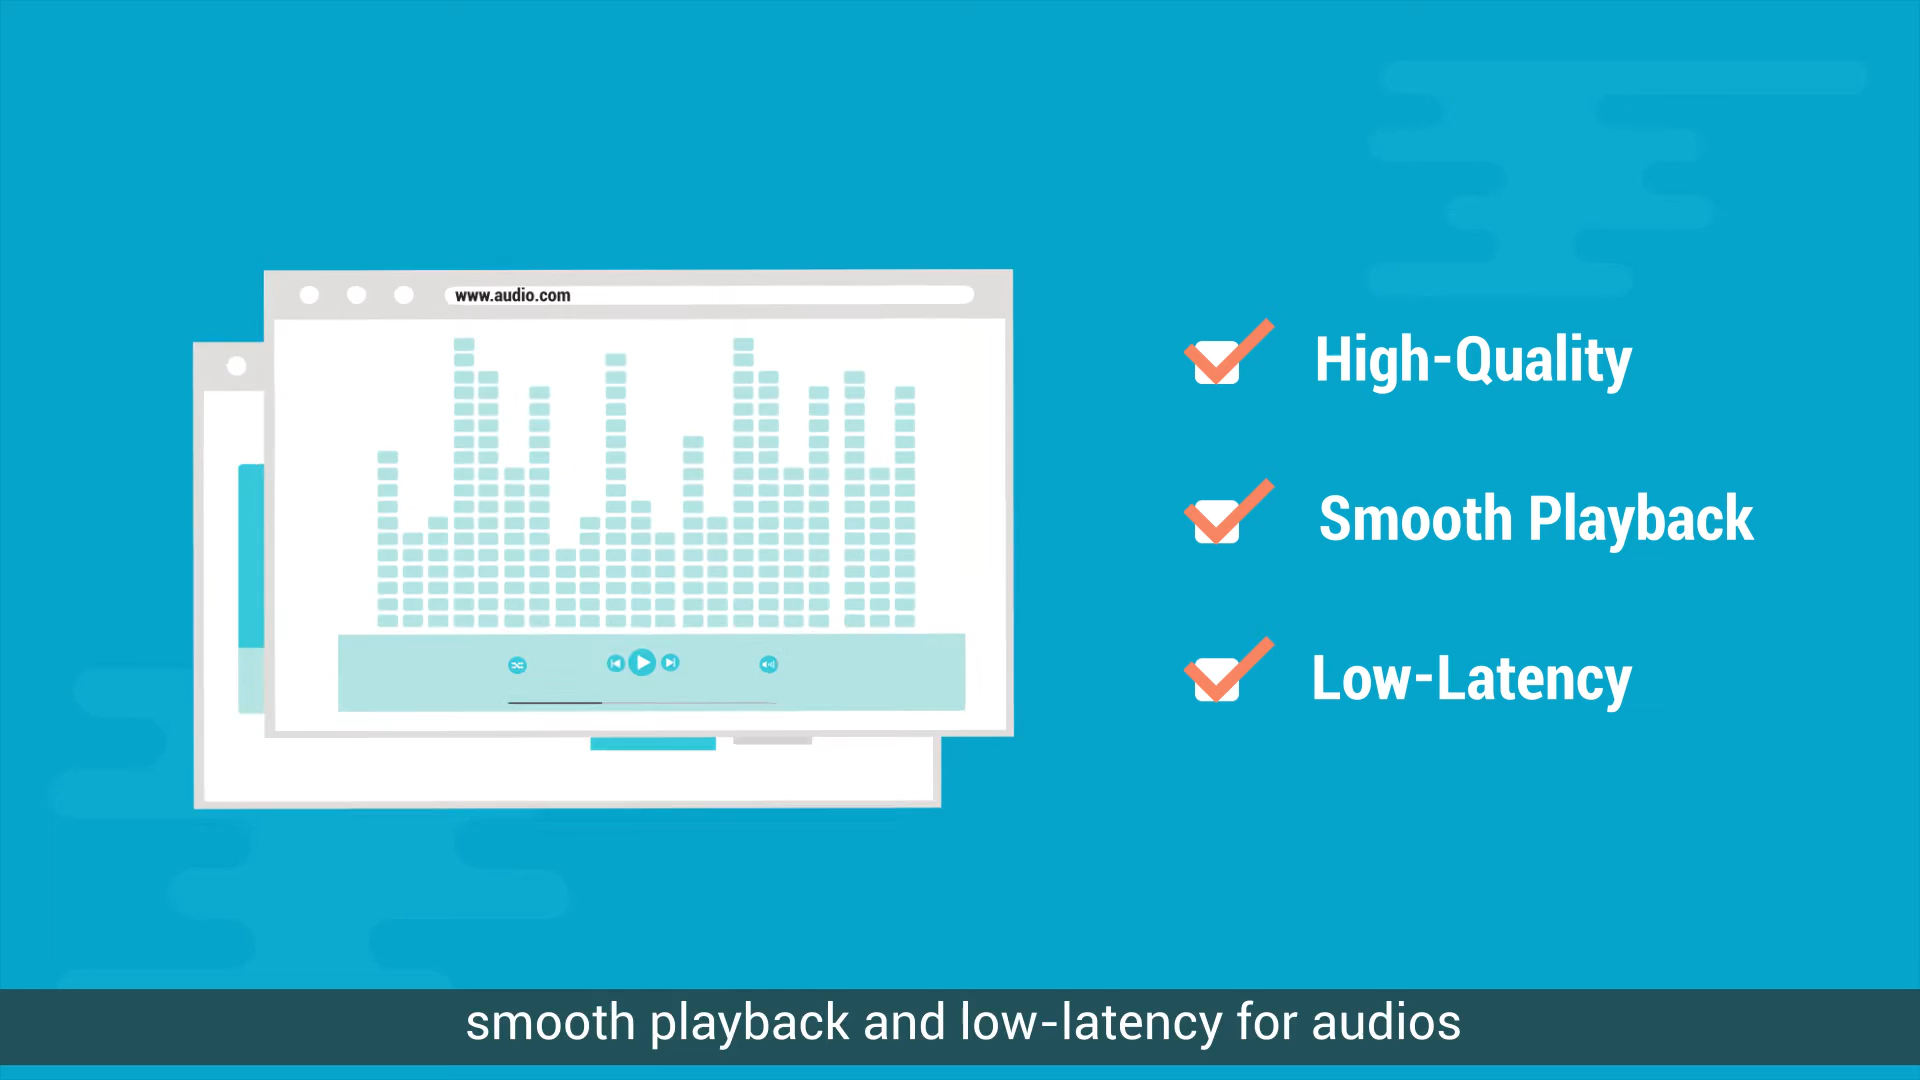 www.audio.com
High-Quality
Smooth Playback
Low-Latency
smooth playback and low-latency for audios